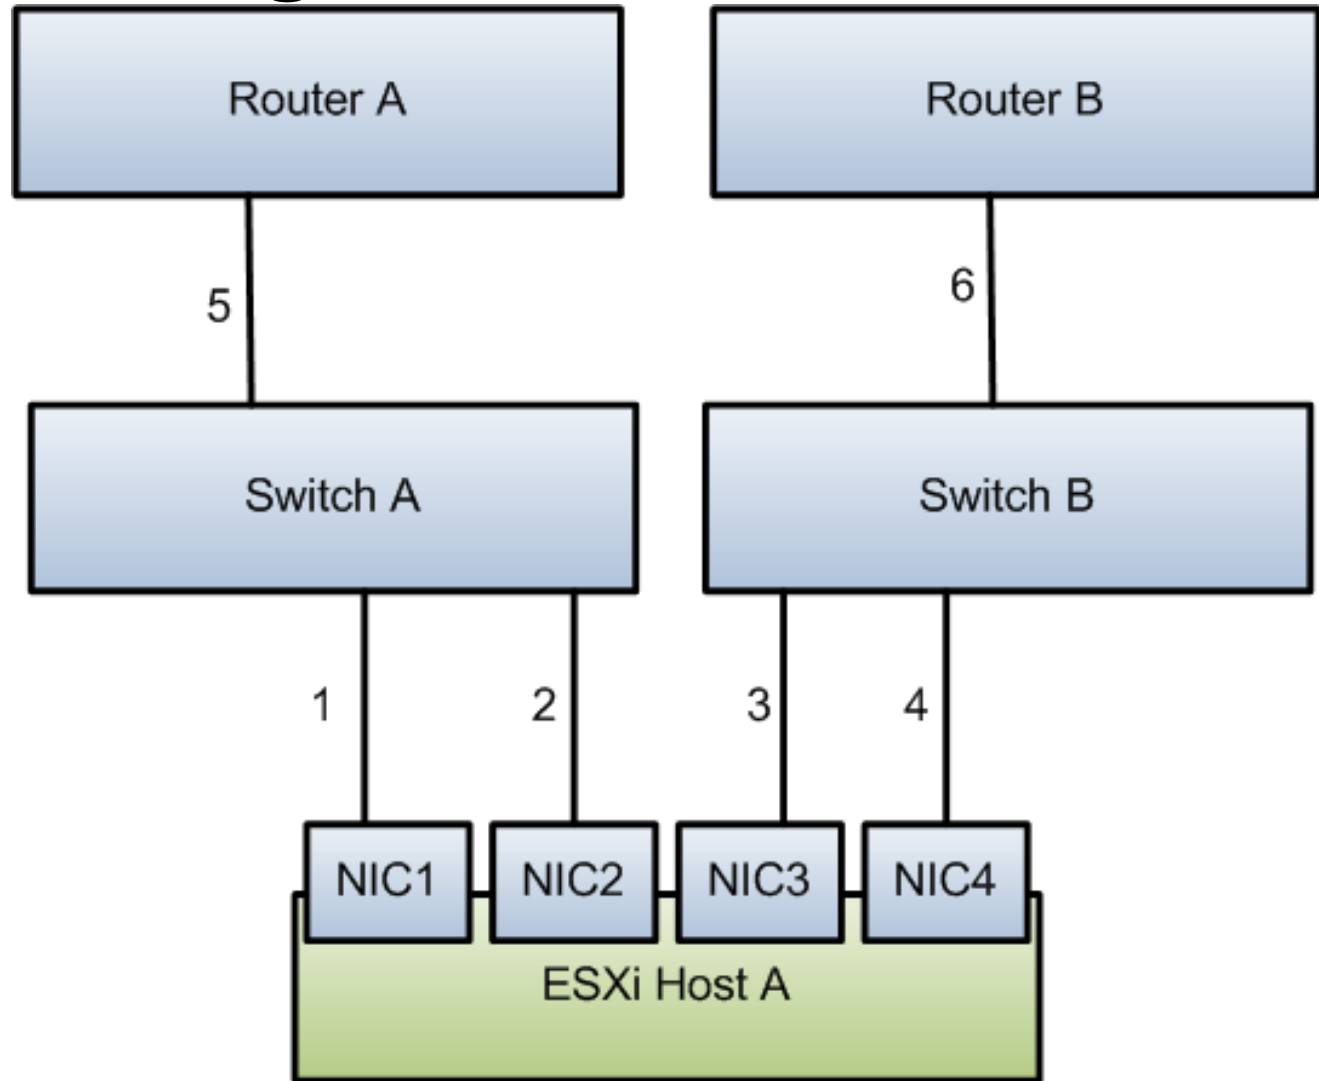 Router A
Router B
5
6
Switch A
Switch B
1
2
3
4
NIC1
NIC2
NIC3
NIC4
ESXi Host A